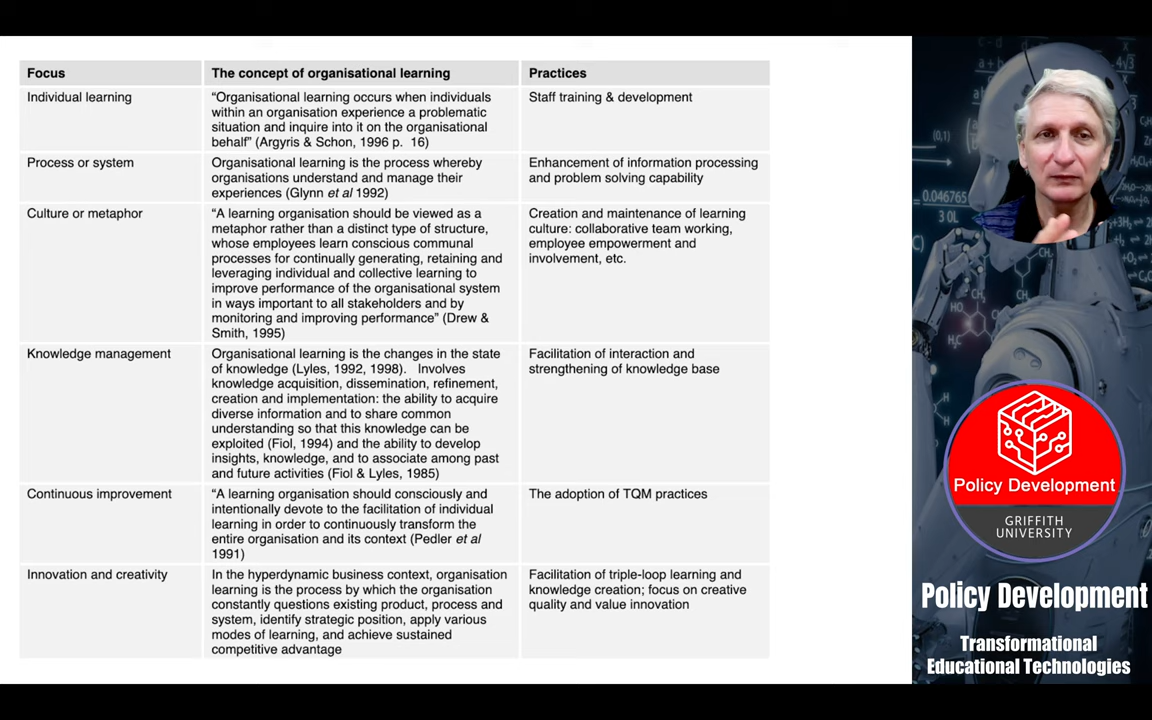 Focus
The concept of organisational learning
Practices
Individual learning
“Organisational learning occurs when individuals
within an organisation experience a problematic
situation and inquire into it on the organisational
behalf” (Argyris & Schon, 1996 p. 16)
Staff training & development
Process or system
Organisational learning is the process whereby
organisations understand and manage their
experiences (Glynn et al 1992)
Enhancement of information processing
and problem solving capability
Culture or metaphor
“A learning organisation should be viewed as a
metaphor rather than a distinct type of structure,
whose employees learn conscious communal
processes for continually generating, retaining and
leveraging individual and collective learning to
improve performance of the organisational system
in ways important to all stakeholders and by
monitoring and improving performance” (Drew &
Smith, 1995)
Creation and maintenance of learning
culture: collaborative team working,
employee empowerment and
involvement, etc.
Knowledge management
Organisational learning is the changes in the state
of knowledge (Lyles, 1992, 1998). Involves
knowledge acquisition, dissemination, refinement,
creation and implementation: the ability to acquire
diverse information and to share common
understanding so that this knowledge can be
exploited (Fiol, 1994) and the ability to develop
insights, knowledge, and to associate among past
and future activities (Fiol & Lyles, 1985)
Facilitation of interaction and
strengthening of knowledge base
Continuous improvement
“A learning organisation should consciously and
intentionally devote to the facilitation of individual
learning in order to continuously transform the
entire organisation and its context (Pedler et al
1991)
The adoption of TQM practices
Innovation and creativity
In the hyperdynamic business context, organisation
learning is the process by which the organisation
constantly questions existing product, process and
system, identify strategic position, apply various
modes of learning, and achieve sustained
competitive advantage
Facilitation of triple-loop learning and
knowledge creation; focus on creative
quality and value innovation
0.046765
3 0L
(0,1)
Policy Development
GRIFFITH
UNIVERSITY
Policy Development
Transformational
Educational Technologies